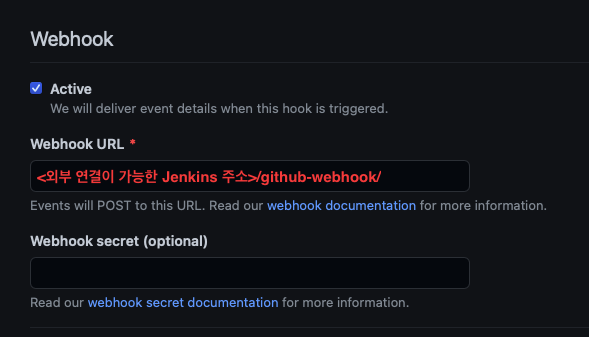 Webhook
Active
We will deliver event details when this hook is triggered.
Webhook URL *
<외부 연결이 가능한 Jenkins 주소>/github-webhook/
Events will POST to this URL. Read our webhook documentation for more information.
Webhook secret (optional)
Read our webhook secret documentation for more information.